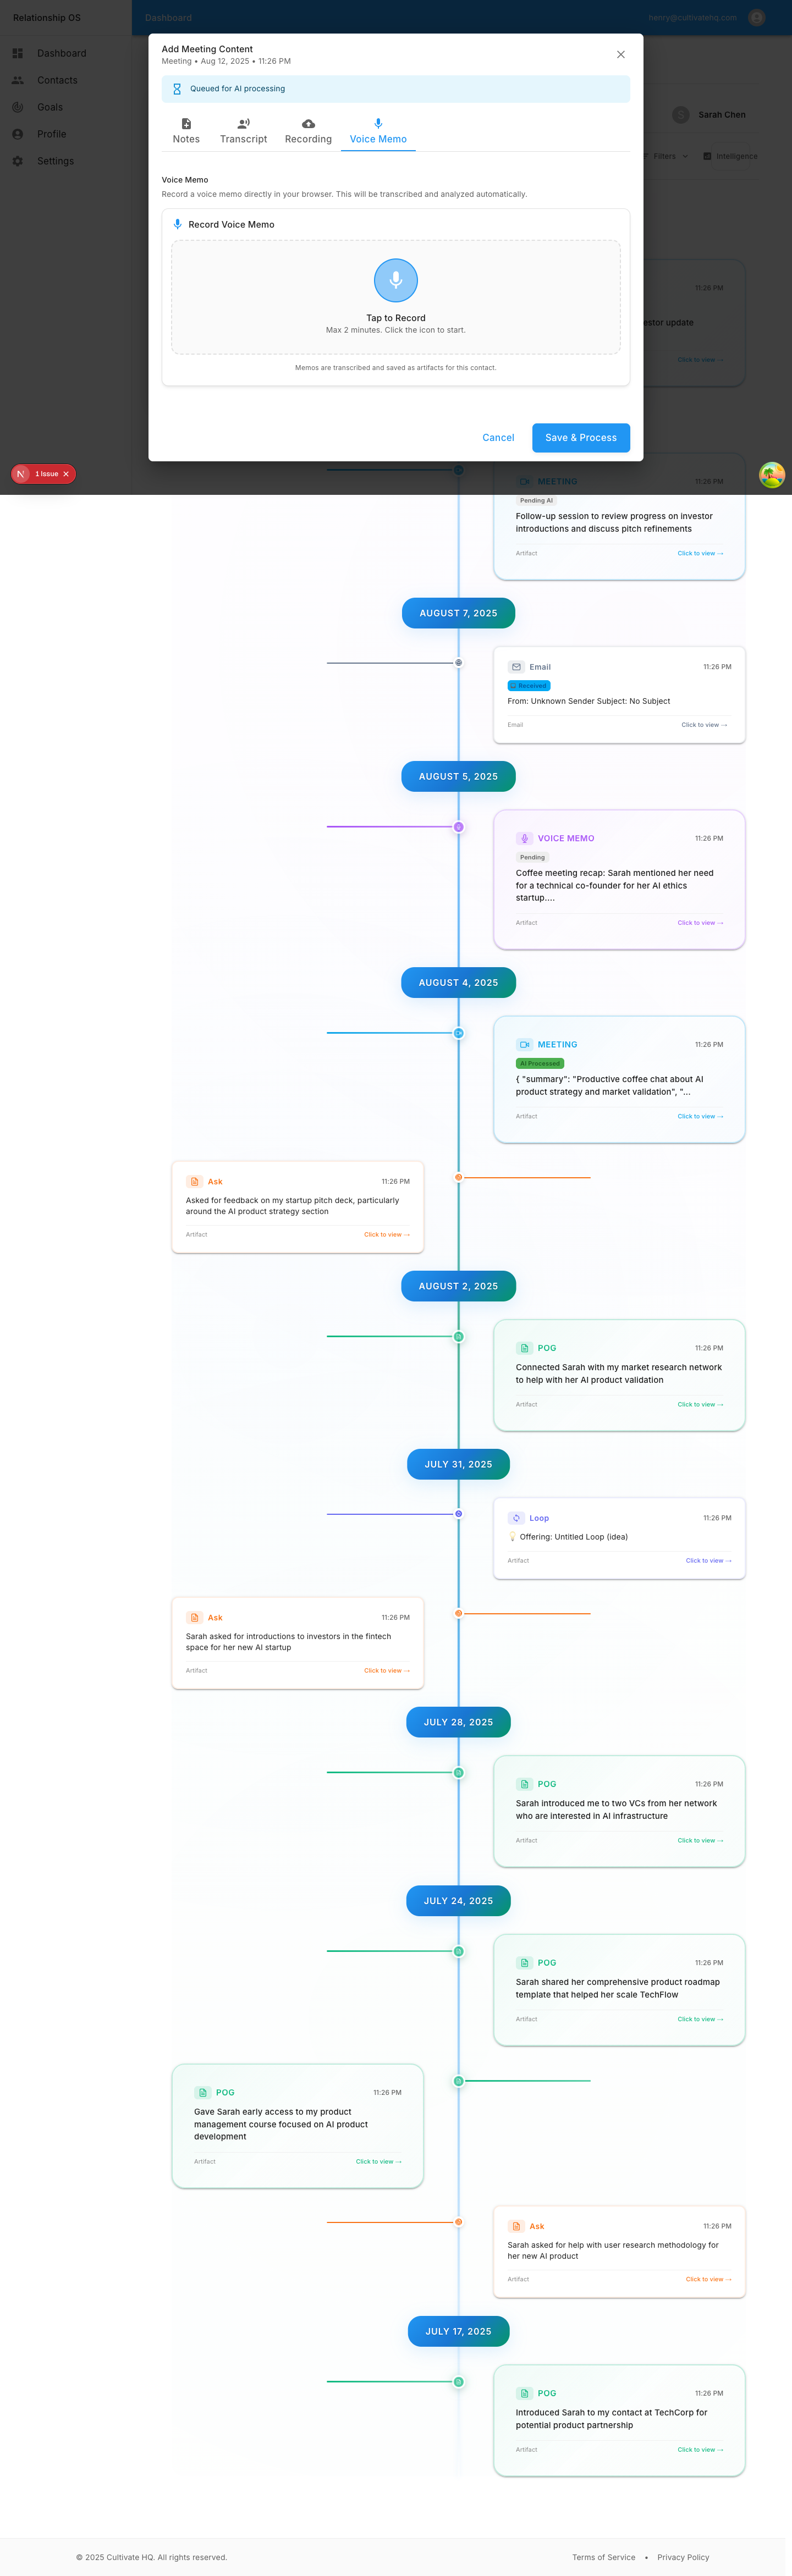 Relationship OS
Dashboard
henry@cultivatehq.com
Dashboard
Contacts
Goals
Profile
Settings
S
Sarah Chen
Filters
Intelligence
Add Meeting Content
Meeting • Aug 12, 2025 • 11:26 PM
Queued for AI processing
Notes
Transcript
Recording
Voice Memo
Voice Memo
Record a voice memo directly in your browser. This will be transcribed and analyzed automatically.
Record Voice Memo
Tap to Record
Max 2 minutes. Click the icon to start.
Memos are transcribed and saved as artifacts for this contact.
Cancel
Save & Process
11:26 PM
estor update
Click to view →
N
1 Issue
MEETING
11:26 PM
Pending AI
Follow-up session to review progress on investor
introductions and discuss pitch refinements
Artifact
Click to view →
AUGUST 7, 2025
Email
11:26 PM
Received
From: Unknown Sender Subject: No Subject
Email
Click to view →
AUGUST 5, 2025
VOICE MEMO
11:26 PM
Pending
Coffee meeting recap: Sarah mentioned her need
for a technical co-founder for her AI ethics
startup....
Artifact
Click to view →
AUGUST 4, 2025
MEETING
11:26 PM
AI Processed
{ "summary": "Productive coffee chat about AI
product strategy and market validation", "...
Artifact
Click to view →
Ask
11:26 PM
Asked for feedback on my startup pitch deck, particularly
around the AI product strategy section
Artifact
Click to view →
AUGUST 2, 2025
POG
11:26 PM
Connected Sarah with my market research network
to help with her AI product validation
Artifact
Click to view →
JULY 31, 2025
Loop
11:26 PM
Offering: Untitled Loop (idea)
Artifact
Click to view →
Ask
11:26 PM
Sarah asked for introductions to investors in the fintech
space for her new AI startup
Artifact
Click to view →
JULY 28, 2025
POG
11:26 PM
Sarah introduced me to two VCs from her network
who are interested in AI infrastructure
Artifact
Click to view →
JULY 24, 2025
POG
11:26 PM
Sarah shared her comprehensive product roadmap
template that helped her scale TechFlow
Artifact
Click to view →
POG
11:26 PM
Gave Sarah early access to my product
management course focused on AI product
development
Artifact
Click to view →
Ask
11:26 PM
Sarah asked for help with user research methodology for
her new AI product
Artifact
Click to view →
JULY 17, 2025
POG
11:26 PM
Introduced Sarah to my contact at TechCorp for
potential product partnership
Artifact
Click to view →
© 2025 Cultivate HQ. All rights reserved.
Terms of Service • Privacy Policy